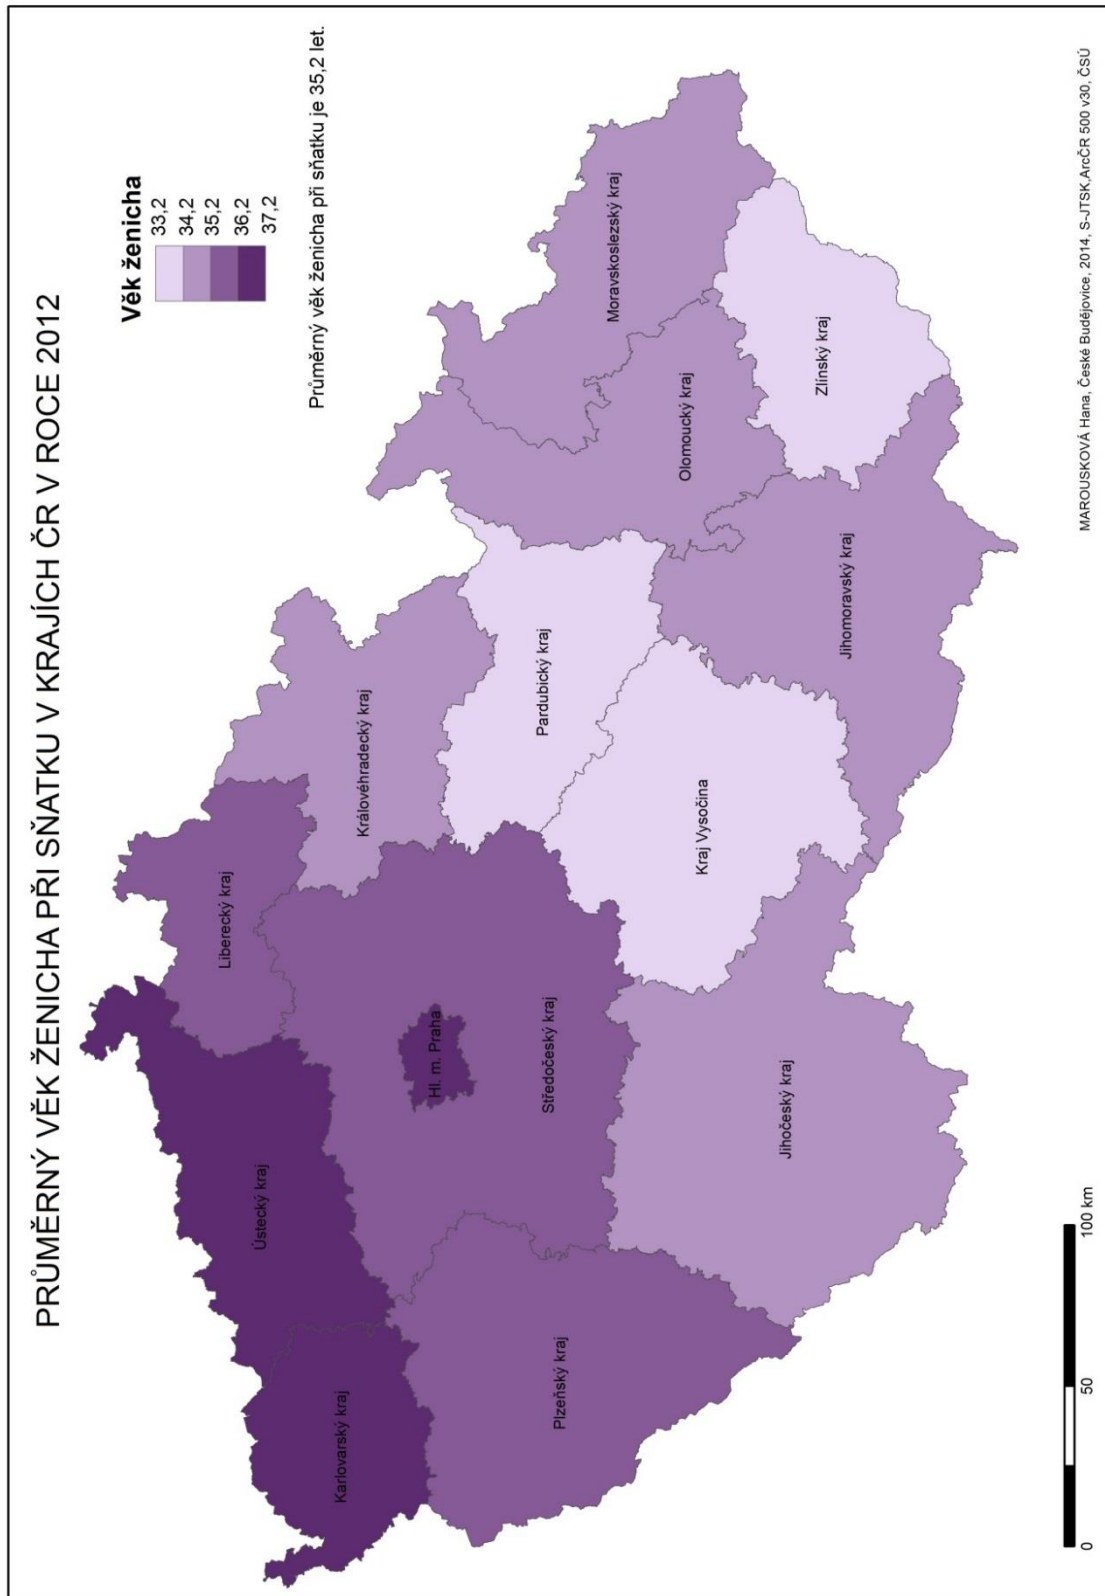 PRŮMĚRNÝ VĚK ŽENICHA PŘI SŇATKU V KRAJÍCH ČR V ROCE 2012
Věk ženicha
33,2
34,2
35,2
36,2
37,2
Průměrný věk ženicha při sňatku je 35,2 let.
Liberecký kraj
Ústecký kraj
Karlovarský kraj
Královéhradecký kraj
Hl. m. Praha
Středočeský kraj
Pardubický kraj
Plzeňský kraj
Moravskoslezský kraj
Olomoucký kraj
Kraj Vysočina
Jihočeský kraj
Zlínský kraj
Jihomoravský kraj
0
50
100 km
MAROUSKOVÁ Hana, České Budějovice, 2014, S-JTSK,ArcČR 500 v30, ČSÚ